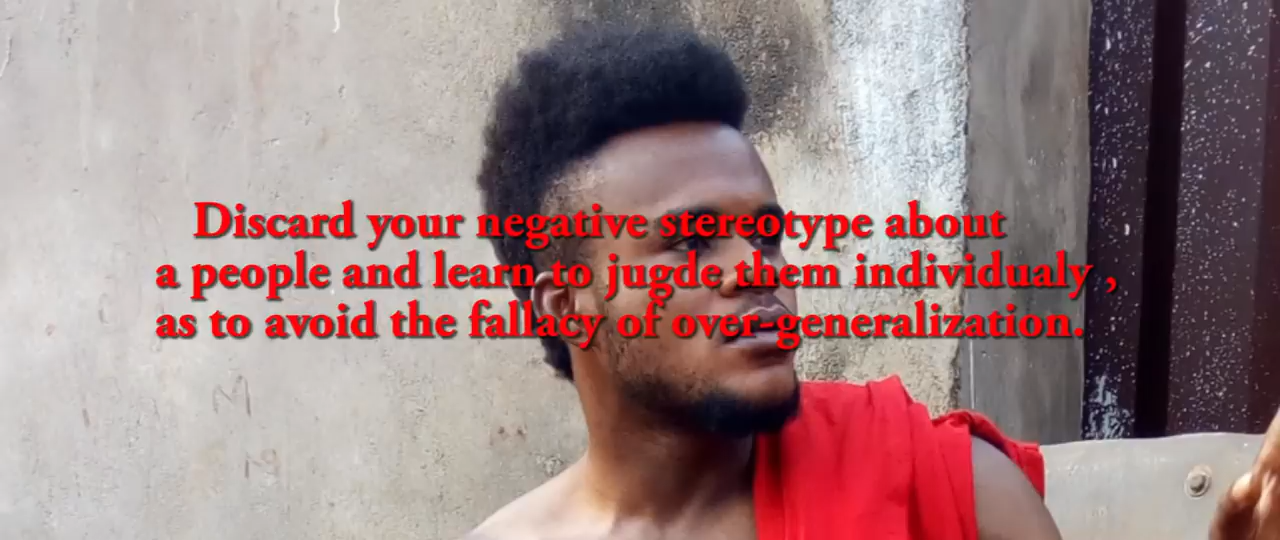 Discard your negative stereotype about
a people and learn to jugde them individualy ,
as to avoid the fallacy of over-generalization.